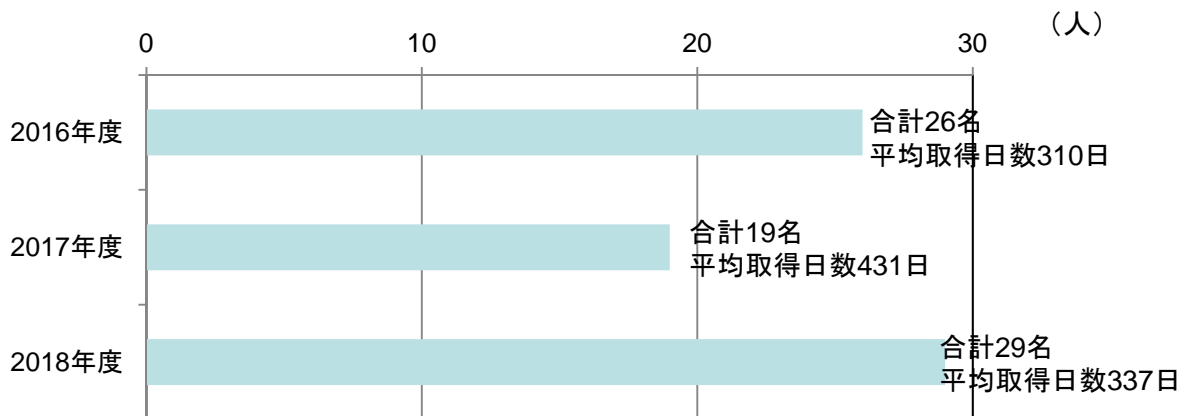 （人）
0 10 20 30
2016年度
合計26名
平均取得日数310日
2017年度
合計19名
平均取得日数431日
2018年度
合計29名
平均取得日数337日